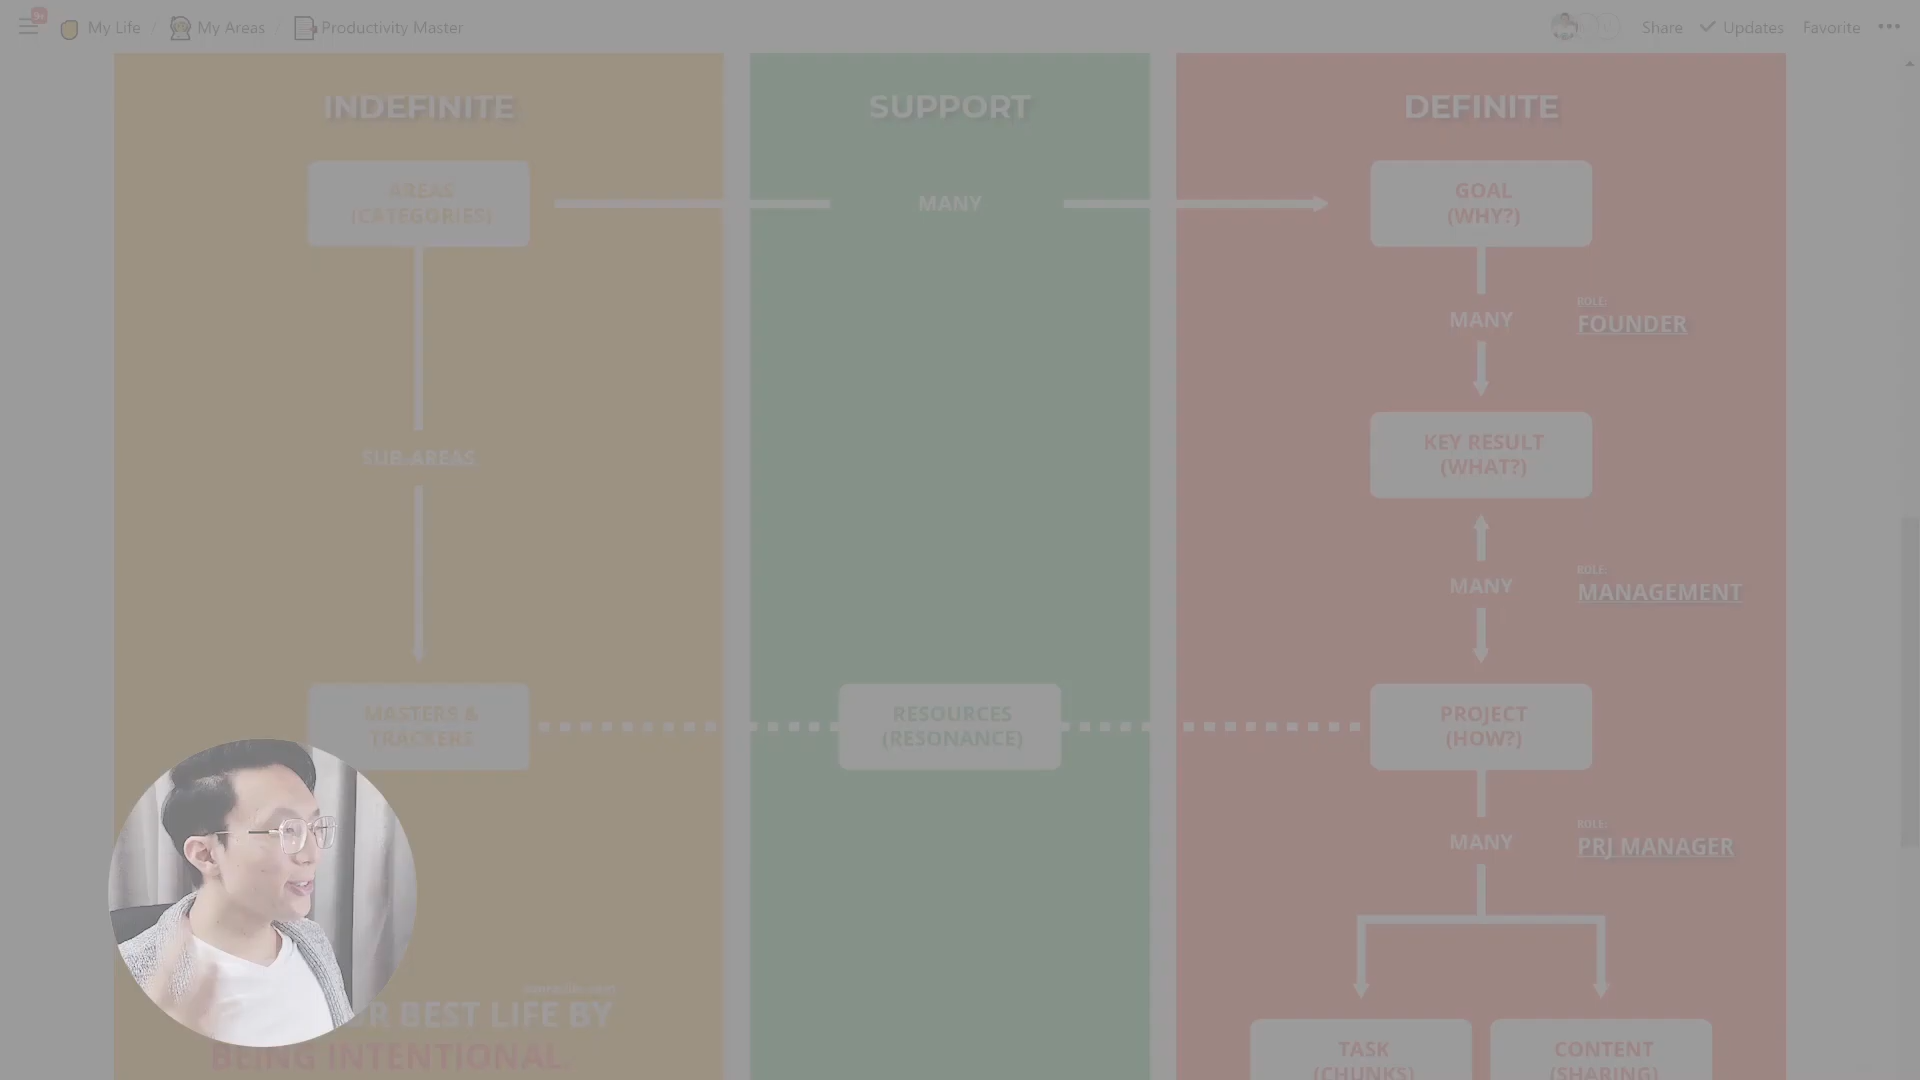 My Life / My Areas / Productivity Master
Share Updates Favorite
INDEFINITE
SUPPORT
DEFINITE
AREAS
(CATEGORIES)
MANY
GOAL
(WHY?)
MANY
ROLE:
FOUNDER
SUB AREAS
KEY RESULT
(WHAT?)
MANY
ROLE:
MANAGEMENT
MASTERS &
TRACKERS
RESOURCES
(RESONANCE)
PROJECT
(HOW?)
MANY
ROLE:
PRJ MANAGER
BEST LIFE BY
BEING INTENTIONAL.
TASK
(CHUNKS)
CONTENT
(SHARING)